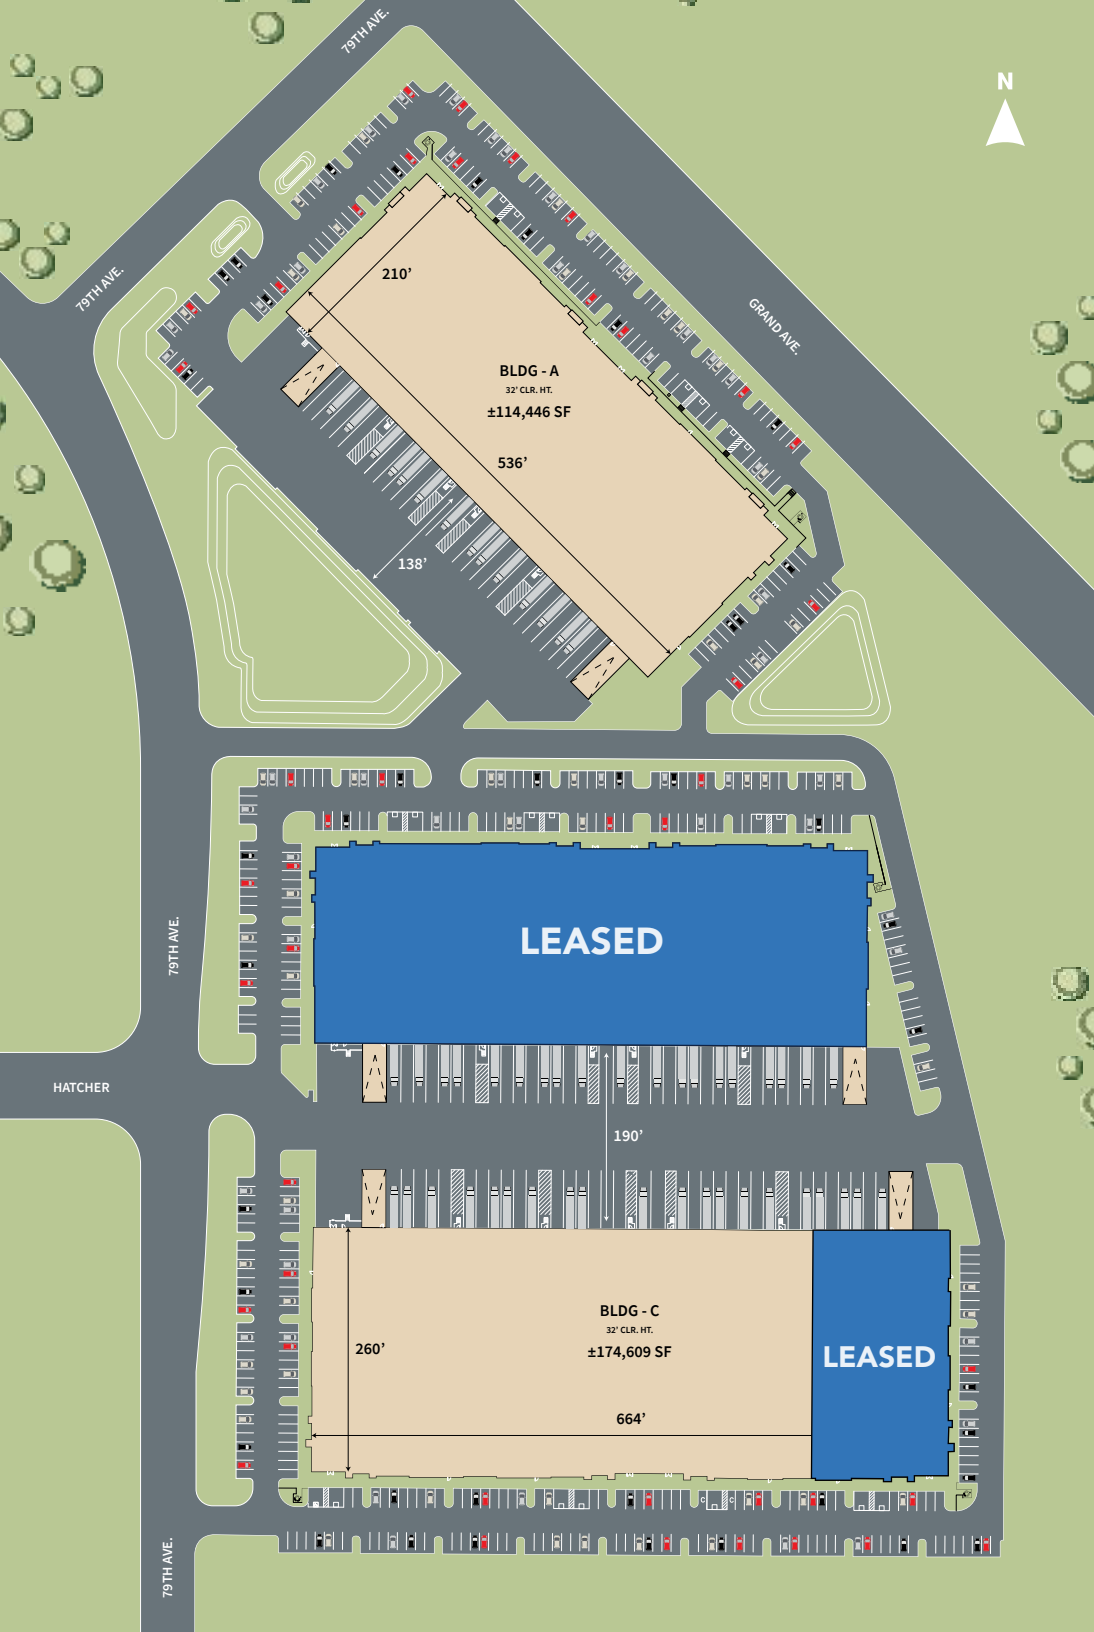 79TH AVE.
N
79TH AVE.
210’
GRAND AVE.
BLDG - A
32’ CLR. HT.
±114,446 SF
536’
138’
79TH AVE.
LEASED
HATCHER
190’
BLDG - C
32’ CLR. HT.
±174,609 SF
260’
LEASED
664’
C
C
79TH AVE.